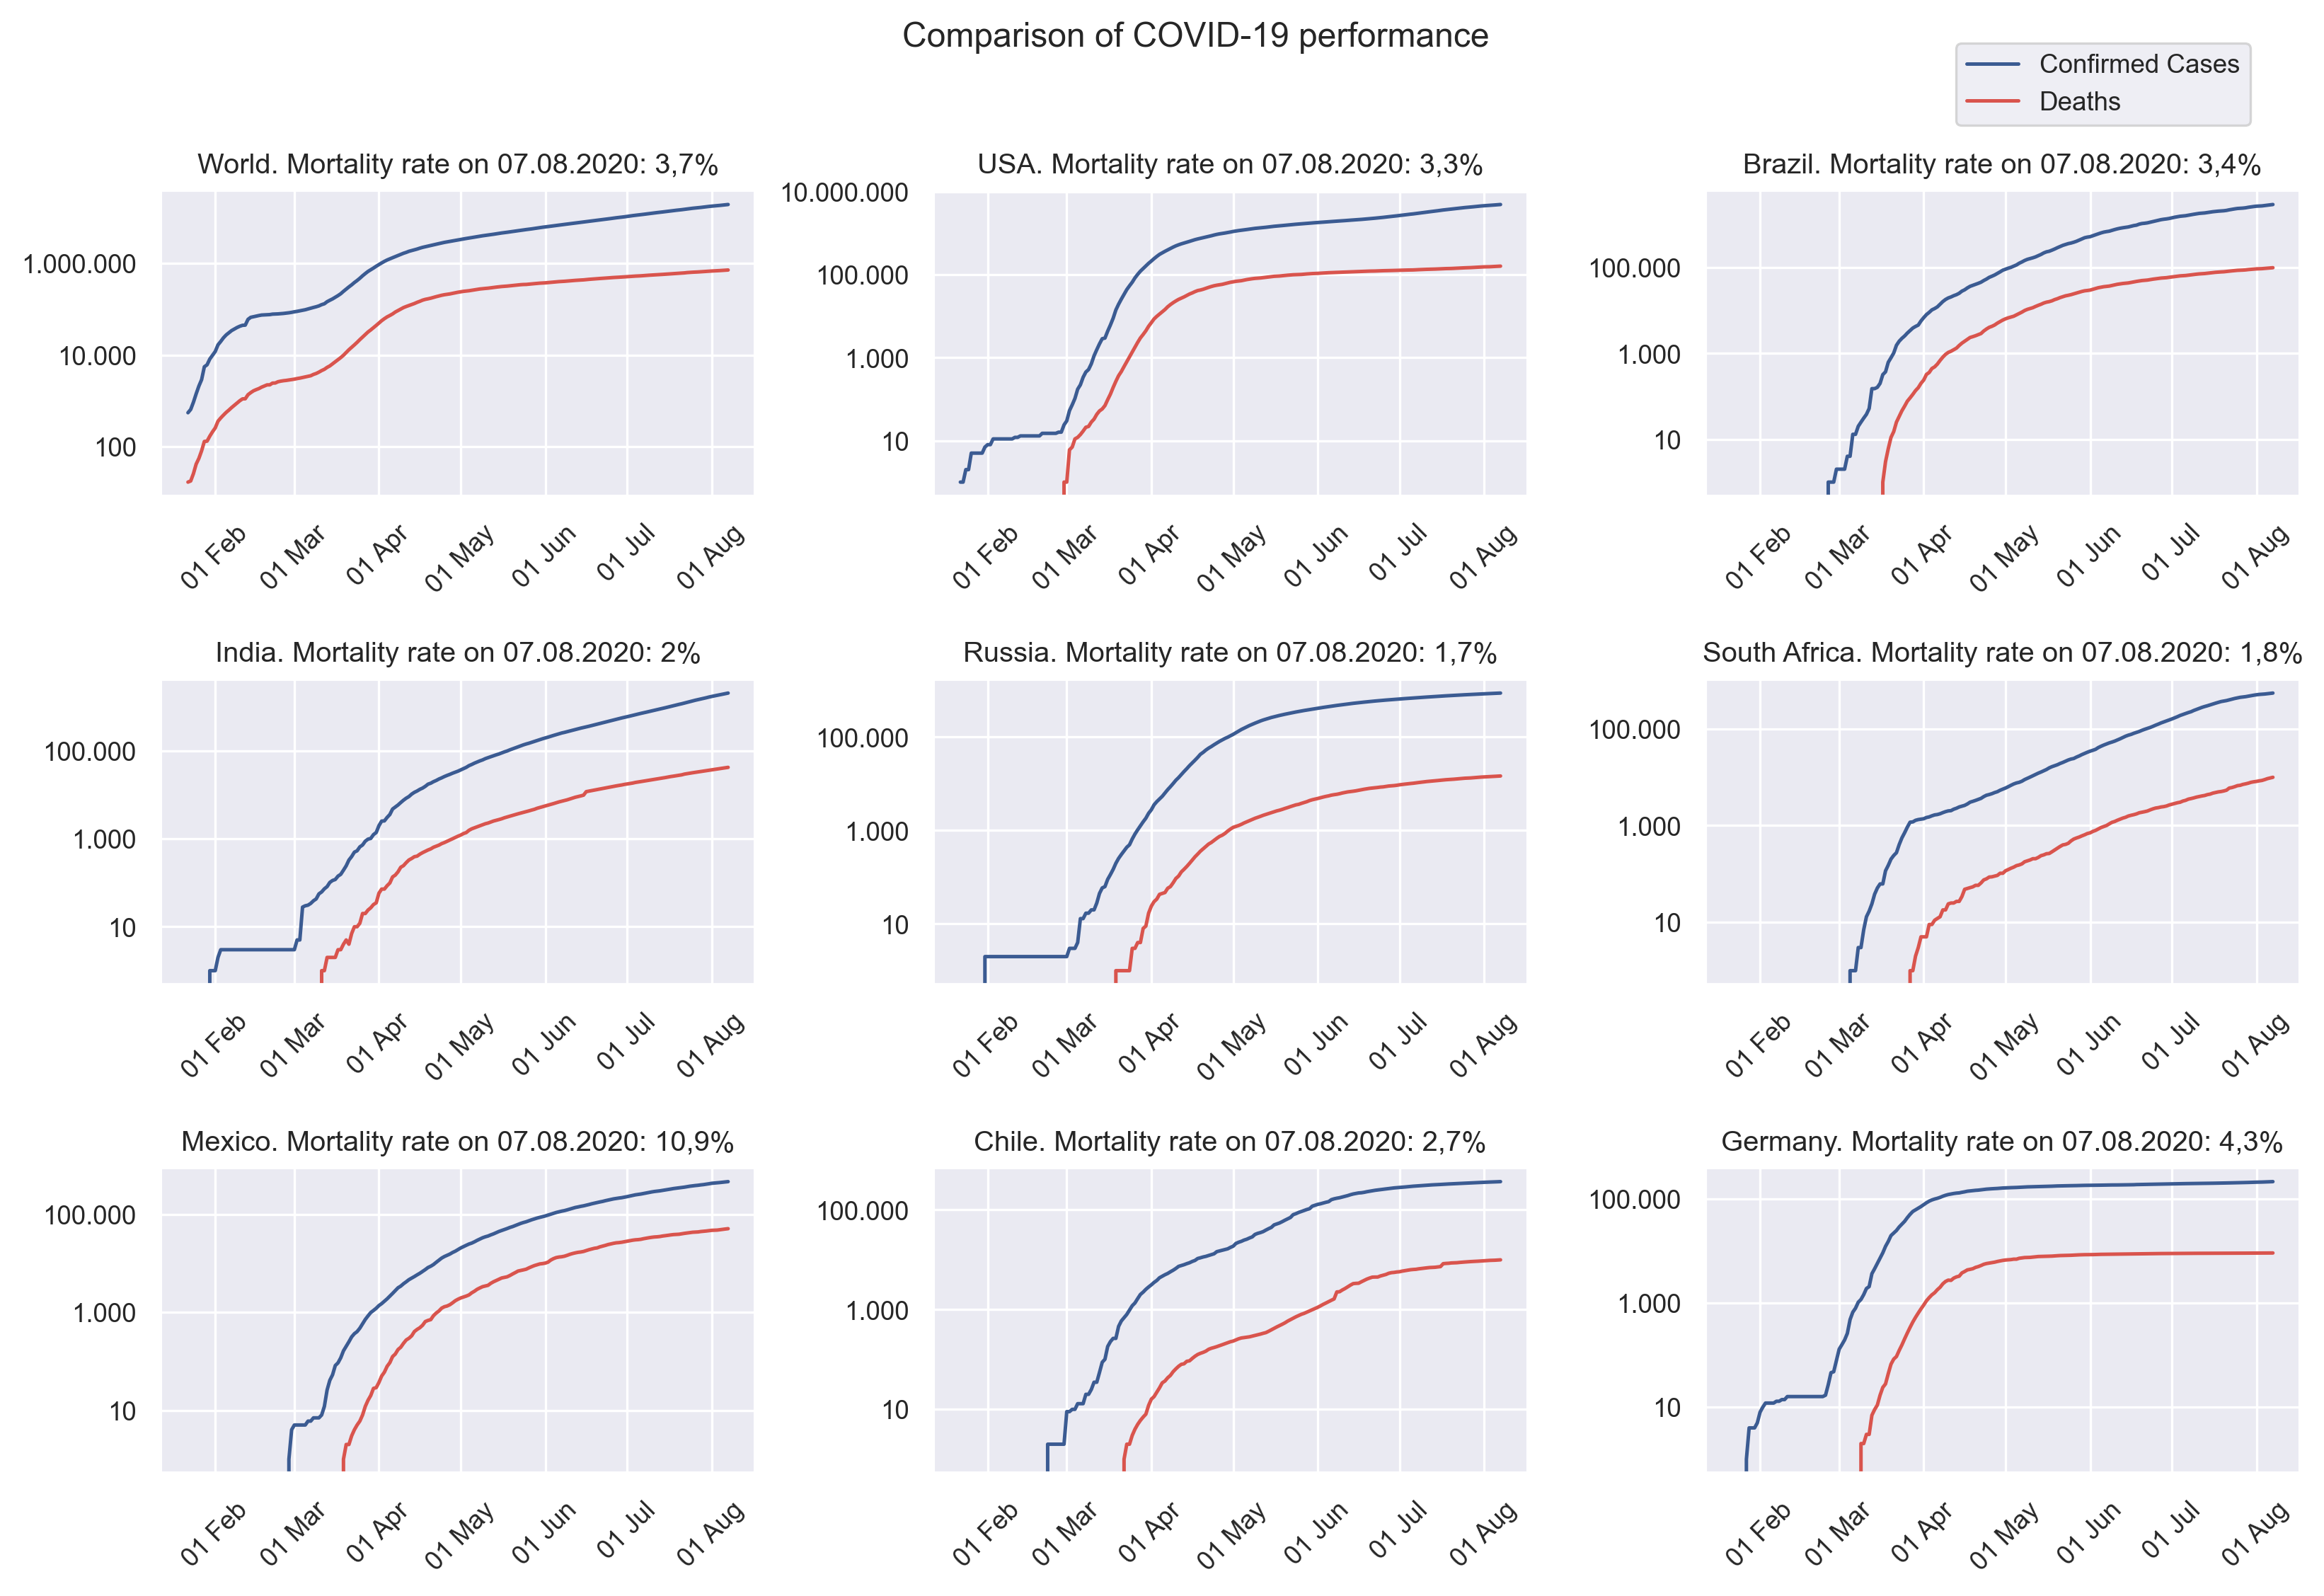 Comparison of COVID-19 performance
Confirmed Cases
Deaths
World. Mortality rate on 07.08.2020: 3,7%
1.000.000
10.000
100
01 Feb
01 Mar
01 Apr
01 May
01 Jun
01 Jul
01 Aug
USA. Mortality rate on 07.08.2020: 3,3%
10.000.000
100.000
1.000
10
01 Feb
01 Mar
01 Apr
01 May
01 Jun
01 Jul
01 Aug
Brazil. Mortality rate on 07.08.2020: 3,4%
100.000
1.000
10
01 Feb
01 Mar
01 Apr
01 May
01 Jun
01 Jul
01 Aug
India. Mortality rate on 07.08.2020: 2%
100.000
1.000
10
01 Feb
01 Mar
01 Apr
01 May
01 Jun
01 Jul
01 Aug
Russia. Mortality rate on 07.08.2020: 1,7%
100.000
1.000
10
01 Feb
01 Mar
01 Apr
01 May
01 Jun
01 Jul
01 Aug
South Africa. Mortality rate on 07.08.2020: 1,8%
100.000
1.000
10
01 Feb
01 Mar
01 Apr
01 May
01 Jun
01 Jul
01 Aug
Mexico. Mortality rate on 07.08.2020: 10,9%
100.000
1.000
10
01 Feb
01 Mar
01 Apr
01 May
01 Jun
01 Jul
01 Aug
Chile. Mortality rate on 07.08.2020: 2,7%
100.000
1.000
10
01 Feb
01 Mar
01 Apr
01 May
01 Jun
01 Jul
01 Aug
Germany. Mortality rate on 07.08.2020: 4,3%
100.000
1.000
10
01 Feb
01 Mar
01 Apr
01 May
01 Jun
01 Jul
01 Aug